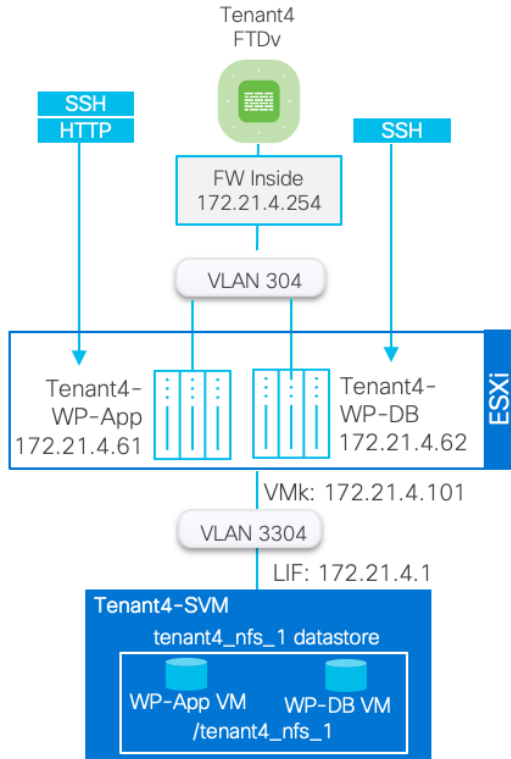 Tenant4
FTDv
SSH
HTTP
SSH
FW Inside
172.21.4.254
VLAN 304
ESXi
Tenant4-
WP-App
172.21.4.61
Tenant4-
WP-DB
172.21.4.62
VMk: 172.21.4.101
VLAN 3304
LIF: 172.21.4.1
Tenant4-SVM
tenant4_nfs_1 datastore
WP-App VM
WP-DB VM
/tenant4_nfs_1